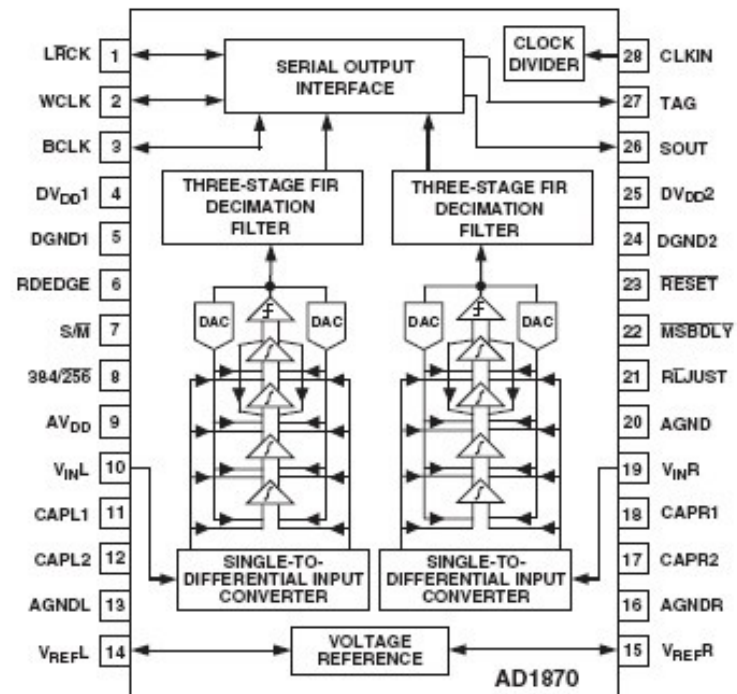 LRCK 1
WCLK 2
BCLK 3
DVDD1 4
DGND1 5
RDEDGE 6
S/M 7
384/256 8
AVDD 9
VINL 10
CAPL1 11
CAPL2 12
AGNDL 13
VREFL 14
SERIAL OUTPUT
INTERFACE
CLOCK
DIVIDER
THREE-STAGE FIR
DECIMATION
FILTER
THREE-STAGE FIR
DECIMATION
FILTER
DAC
DAC
DAC
DAC
SINGLE-TO-
DIFFERENTIAL INPUT
CONVERTER
SINGLE-TO-
DIFFERENTIAL INPUT
CONVERTER
VOLTAGE
REFERENCE
AD1870
28 CLKIN
27 TAG
26 SOUT
25 DVDD2
24 DGND2
23 RESET
22 MSBDLY
21 RLJUST
20 AGND
19 VINR
18 CAPR1
17 CAPR2
16 AGNDR
15 VREFR